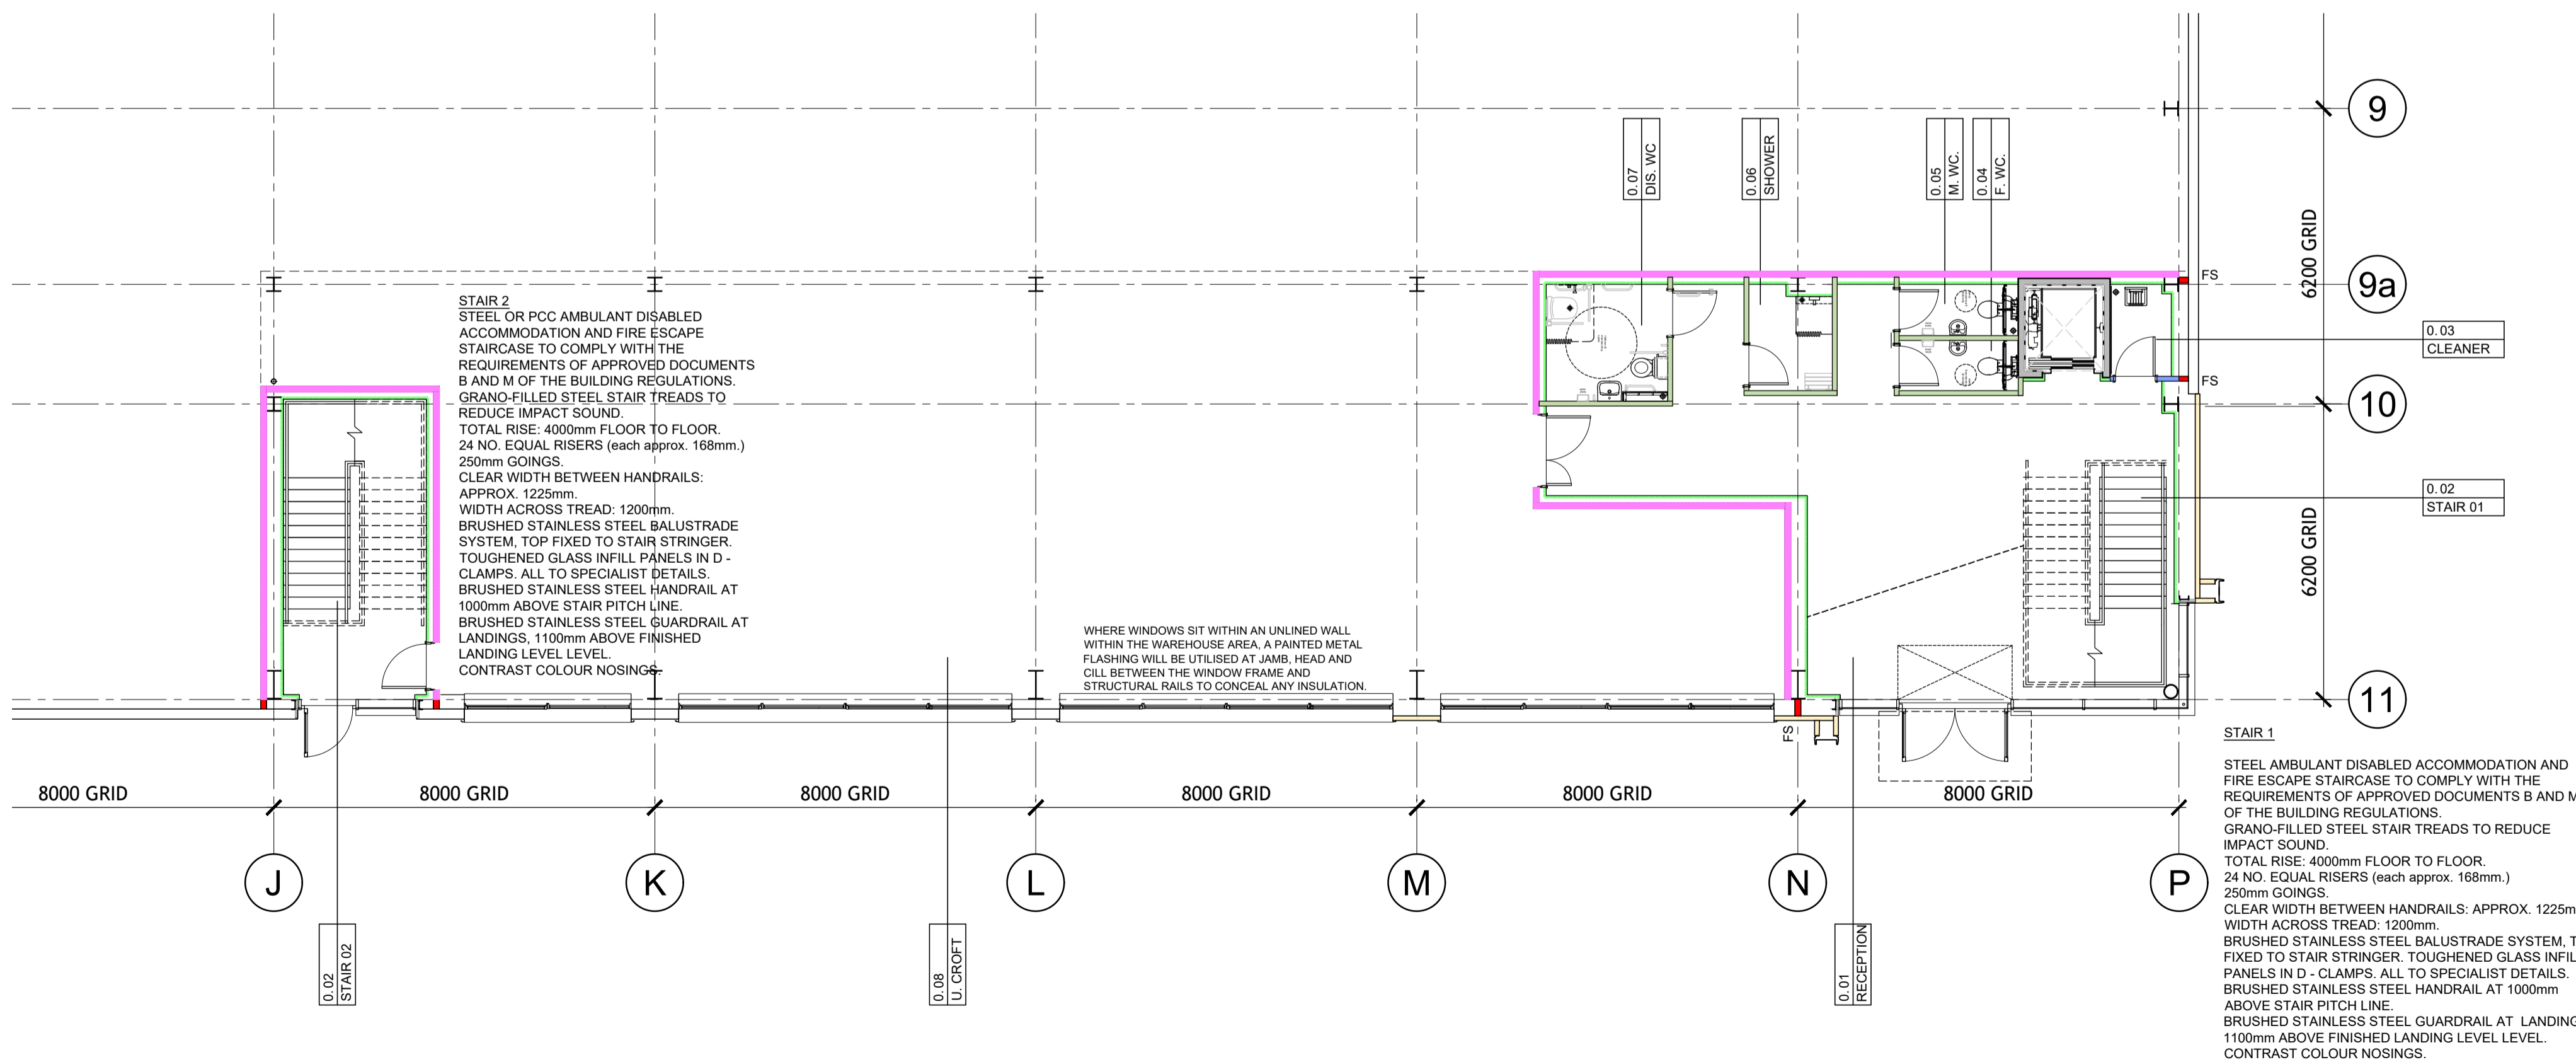 9
6200 GRID
0.07
DIS. WC
0.06
SHOWER
0.05
M. WC.
0.04
F. WC.
FS
9a
FS
0.03
CLEANER
10
0.02
STAIR 01
6200 GRID
11
STAIR 2
STEEL OR PCC AMBULANT DISABLED
ACCOMMODATION AND FIRE ESCAPE
STAIRCASE TO COMPLY WITH THE
REQUIREMENTS OF APPROVED DOCUMENTS
B AND M OF THE BUILDING REGULATIONS.
GRANO-FILLED STEEL STAIR TREADS TO
REDUCE IMPACT SOUND.
TOTAL RISE: 4000mm FLOOR TO FLOOR.
24 NO. EQUAL RISERS (each approx. 168mm.)
250mm GOINGS.
CLEAR WIDTH BETWEEN HANDRAILS:
APPROX. 1225mm.
WIDTH ACROSS TREAD: 1200mm.
BRUSHED STAINLESS STEEL BALUSTRADE
SYSTEM, TOP FIXED TO STAIR STRINGER.
TOUGHENED GLASS INFILL PANELS IN D -
CLAMPS. ALL TO SPECIALIST DETAILS.
BRUSHED STAINLESS STEEL HANDRAIL AT
1000mm ABOVE STAIR PITCH LINE.
BRUSHED STAINLESS STEEL GUARDRAIL AT
LANDINGS, 1100mm ABOVE FINISHED
LANDING LEVEL LEVEL.
CONTRAST COLOUR NOSINGS.
WHERE WINDOWS SIT WITHIN AN UNLINED WALL
WITHIN THE WAREHOUSE AREA, A PAINTED METAL
FLASHING WILL BE UTILISED AT JAMB, HEAD AND
CILL BETWEEN THE WINDOW FRAME AND
STRUCTURAL RAILS TO CONCEAL ANY INSULATION.
FS
8000 GRID
8000 GRID
8000 GRID
8000 GRID
8000 GRID
8000 GRID
J
K
L
M
N
P
0.02
STAIR 02
0.08
U. CROFT
0.01
RECEPTION
STAIR 1
STEEL AMBULANT DISABLED ACCOMMODATION AND
FIRE ESCAPE STAIRCASE TO COMPLY WITH THE
REQUIREMENTS OF APPROVED DOCUMENTS B AND M
OF THE BUILDING REGULATIONS.
GRANO-FILLED STEEL STAIR TREADS TO REDUCE
IMPACT SOUND.
TOTAL RISE: 4000mm FLOOR TO FLOOR.
24 NO. EQUAL RISERS (each approx. 168mm.)
250mm GOINGS.
CLEAR WIDTH BETWEEN HANDRAILS: APPROX. 1225m
WIDTH ACROSS TREAD: 1200mm.
BRUSHED STAINLESS STEEL BALUSTRADE SYSTEM, T
FIXED TO STAIR STRINGER. TOUGHENED GLASS INFIL
PANELS IN D - CLAMPS. ALL TO SPECIALIST DETAILS.
BRUSHED STAINLESS STEEL HANDRAIL AT 1000mm
ABOVE STAIR PITCH LINE.
BRUSHED STAINLESS STEEL GUARDRAIL AT LANDING
1100mm ABOVE FINISHED LANDING LEVEL LEVEL.
CONTRAST COLOUR NOSINGS.